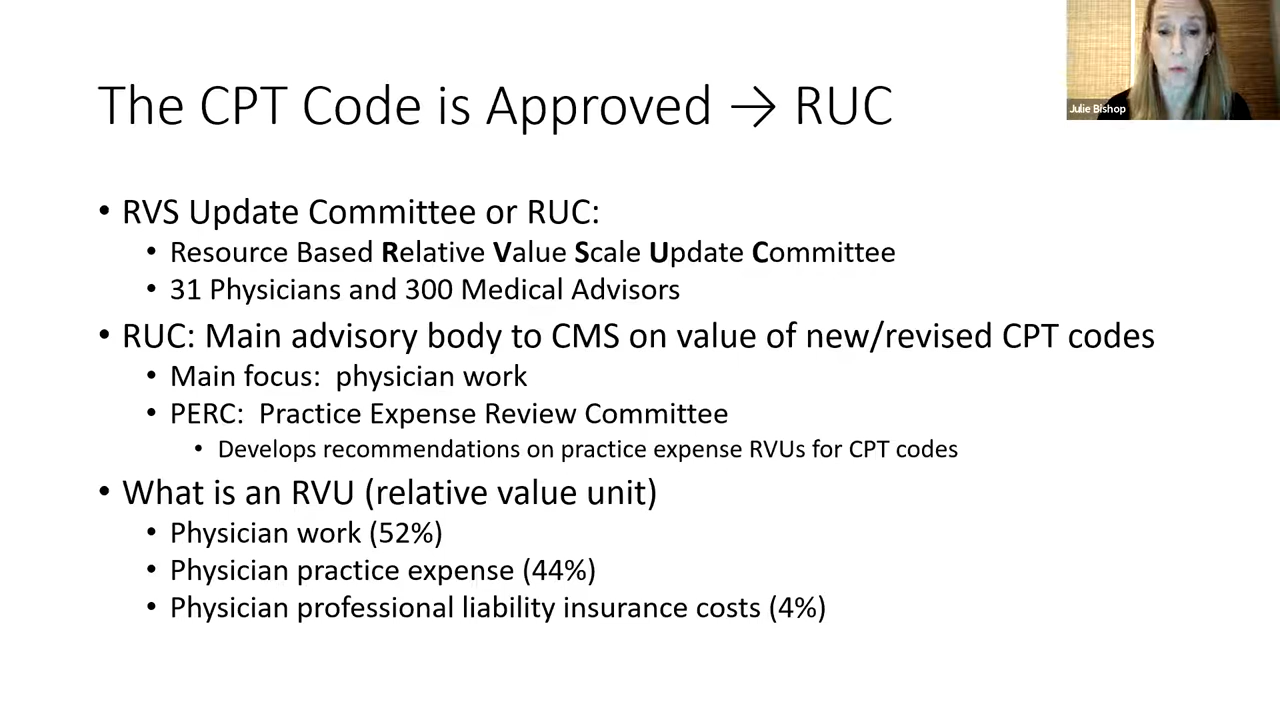 The CPT Code is Approved → RUC
Julie Bishop
• RVS Update Committee or RUC:
• Resource Based Relative Value Scale Update Committee
• 31 Physicians and 300 Medical Advisors
• RUC: Main advisory body to CMS on value of new/revised CPT codes
• Main focus: physician work
• PERC: Practice Expense Review Committee
• Develops recommendations on practice expense RVUs for CPT codes
• What is an RVU (relative value unit)
• Physician work (52%)
• Physician practice expense (44%)
• Physician professional liability insurance costs (4%)